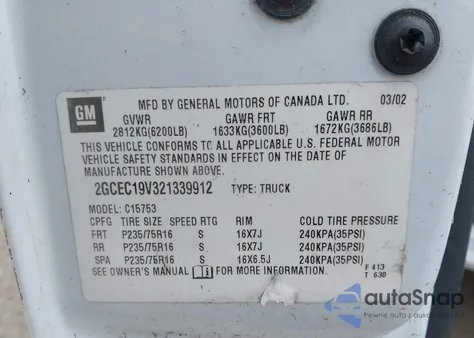 GM
MFD BY GENERAL MOTORS OF CANADA LTD. 03/02
GVWR GAWR FRT GAWR RR
2812KG(6200LB) 1633KG(3600LB) 1672KG(3686LB)
THIS VEHICLE CONFORMS TO ALL APPLICABLE U.S. FEDERAL MOTOR
VEHICLE SAFETY STANDARDS IN EFFECT ON THE DATE OF
MANUFACTURE SHOWN ABOVE.
2GCEC19V321339912 TYPE: TRUCK
MODEL: C15753
CPFG TIRE SIZE SPEED RTG RIM COLD TIRE PRESSURE
FRT P235/75R16 S 16X7J 240KPA(35PSI)
RR P235/75R16 S 16X7J 240KPA(35PSI)
SPA P235/75R16 S 16X6.5J 240KPA(35PSI)
SEE OWNER'S MANUAL FOR MORE INFORMATION.
F 413
T 630
autoSnap
Pewne auto z aukcji